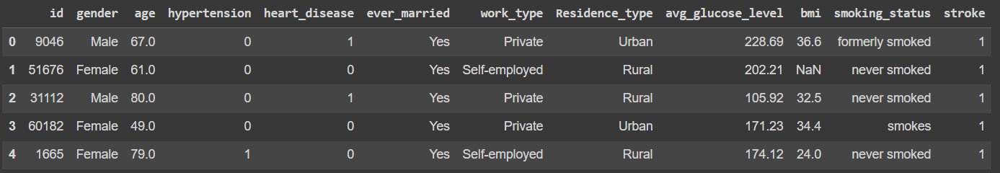 id gender age hypertension heart_disease ever_married work_type Residence_type avg_glucose_level bmi smoking_status stroke
0 9046 Male 67.0 0 1 Yes Private Urban 228.69 36.6 formerly smoked 1
1 51676 Female 61.0 0 0 Yes Self-employed Rural 202.21 NaN never smoked 1
2 31112 Male 80.0 0 1 Yes Private Rural 105.92 32.5 never smoked 1
3 60182 Female 49.0 0 0 Yes Private Urban 171.23 34.4 smokes 1
4 1665 Female 79.0 1 0 Yes Self-employed Rural 174.12 24.0 never smoked 1